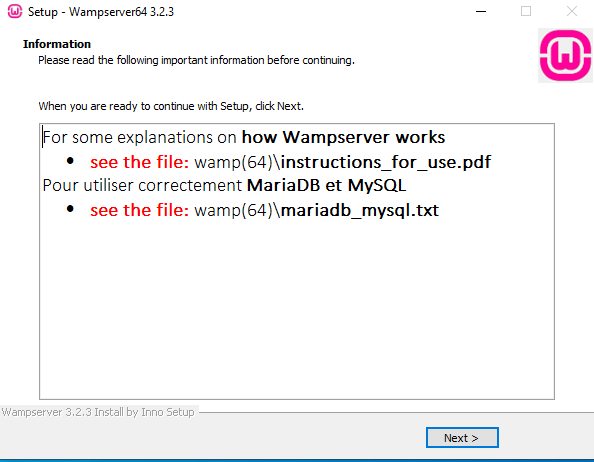 Setup - Wampserver64 3.2.3
Information
Please read the following important information before continuing.
When you are ready to continue with Setup, click Next.
For some explanations on how Wampserver works
• see the file: wamp(64)\instructions_for_use.pdf
Pour utiliser correctement MariaDB et MySQL
• see the file: wamp(64)\mariadb_mysql.txt
Wampserver 3.2.3 Install by Inno Setup
Next >